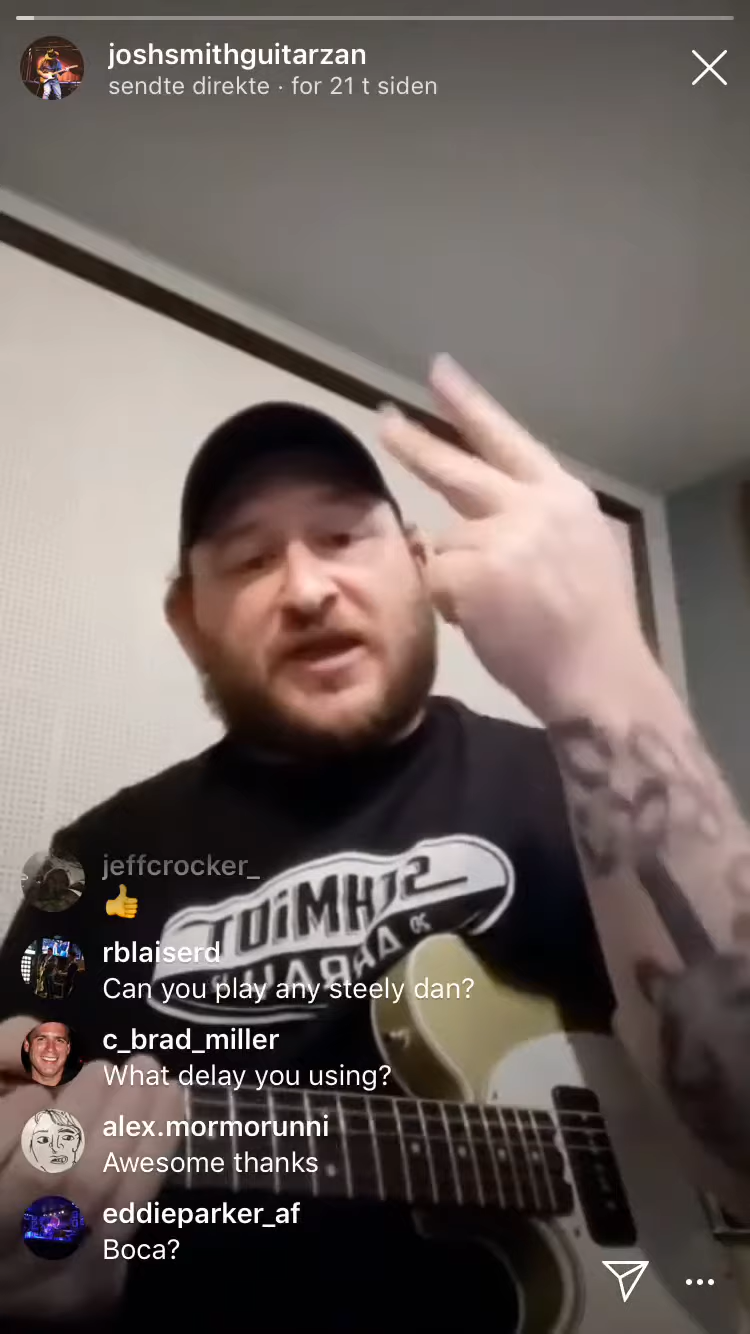 joshsmithguitarzan
sendte direkte · for 21 t siden
jeffcrocker_
👍
rblaiserd
Can you play any steely dan?
c_brad_miller
What delay you using?
alex.mormorunni
Awesome thanks
eddieparker_af
Boca?